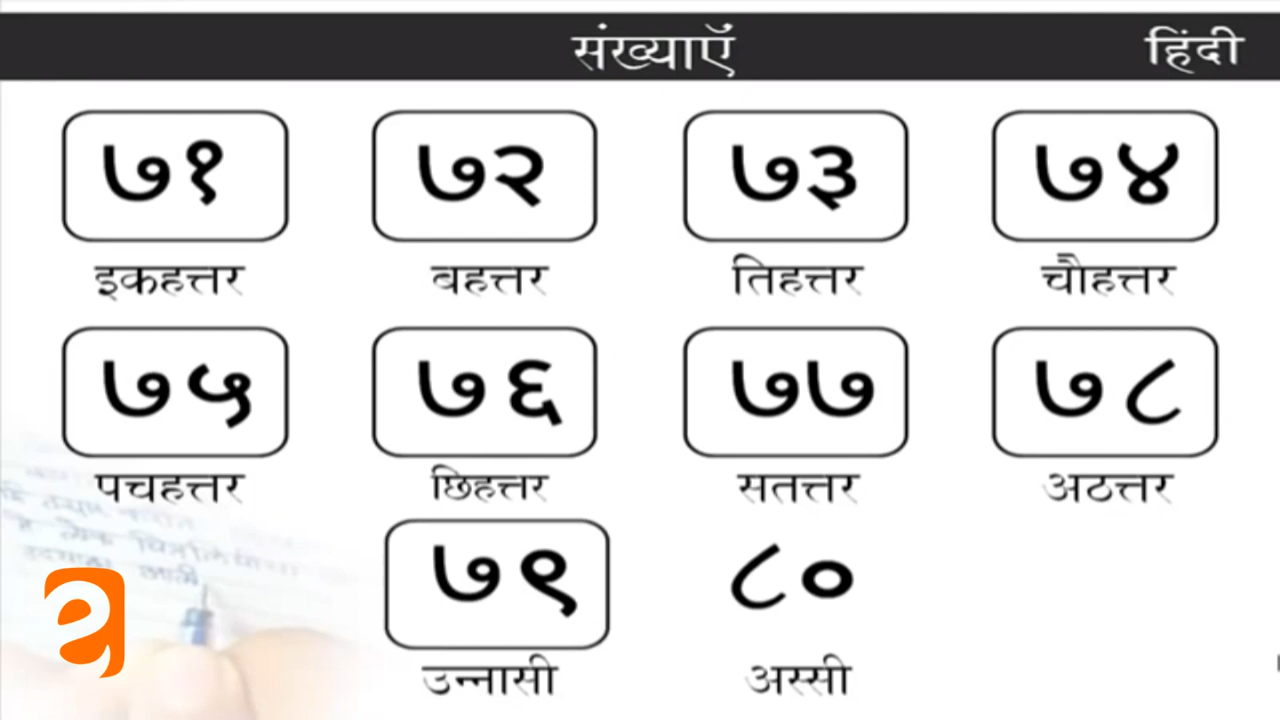 संख्याएँ हिंदी
७१ ७२ ७३ ७४
इकहत्तर बहत्तर तिहत्तर चौहत्तर
७५ ७६ ७७ ७८
पचहत्तर छिहत्तर सतत्तर अठत्तर
७९ ८०
उन्नासी अस्सी